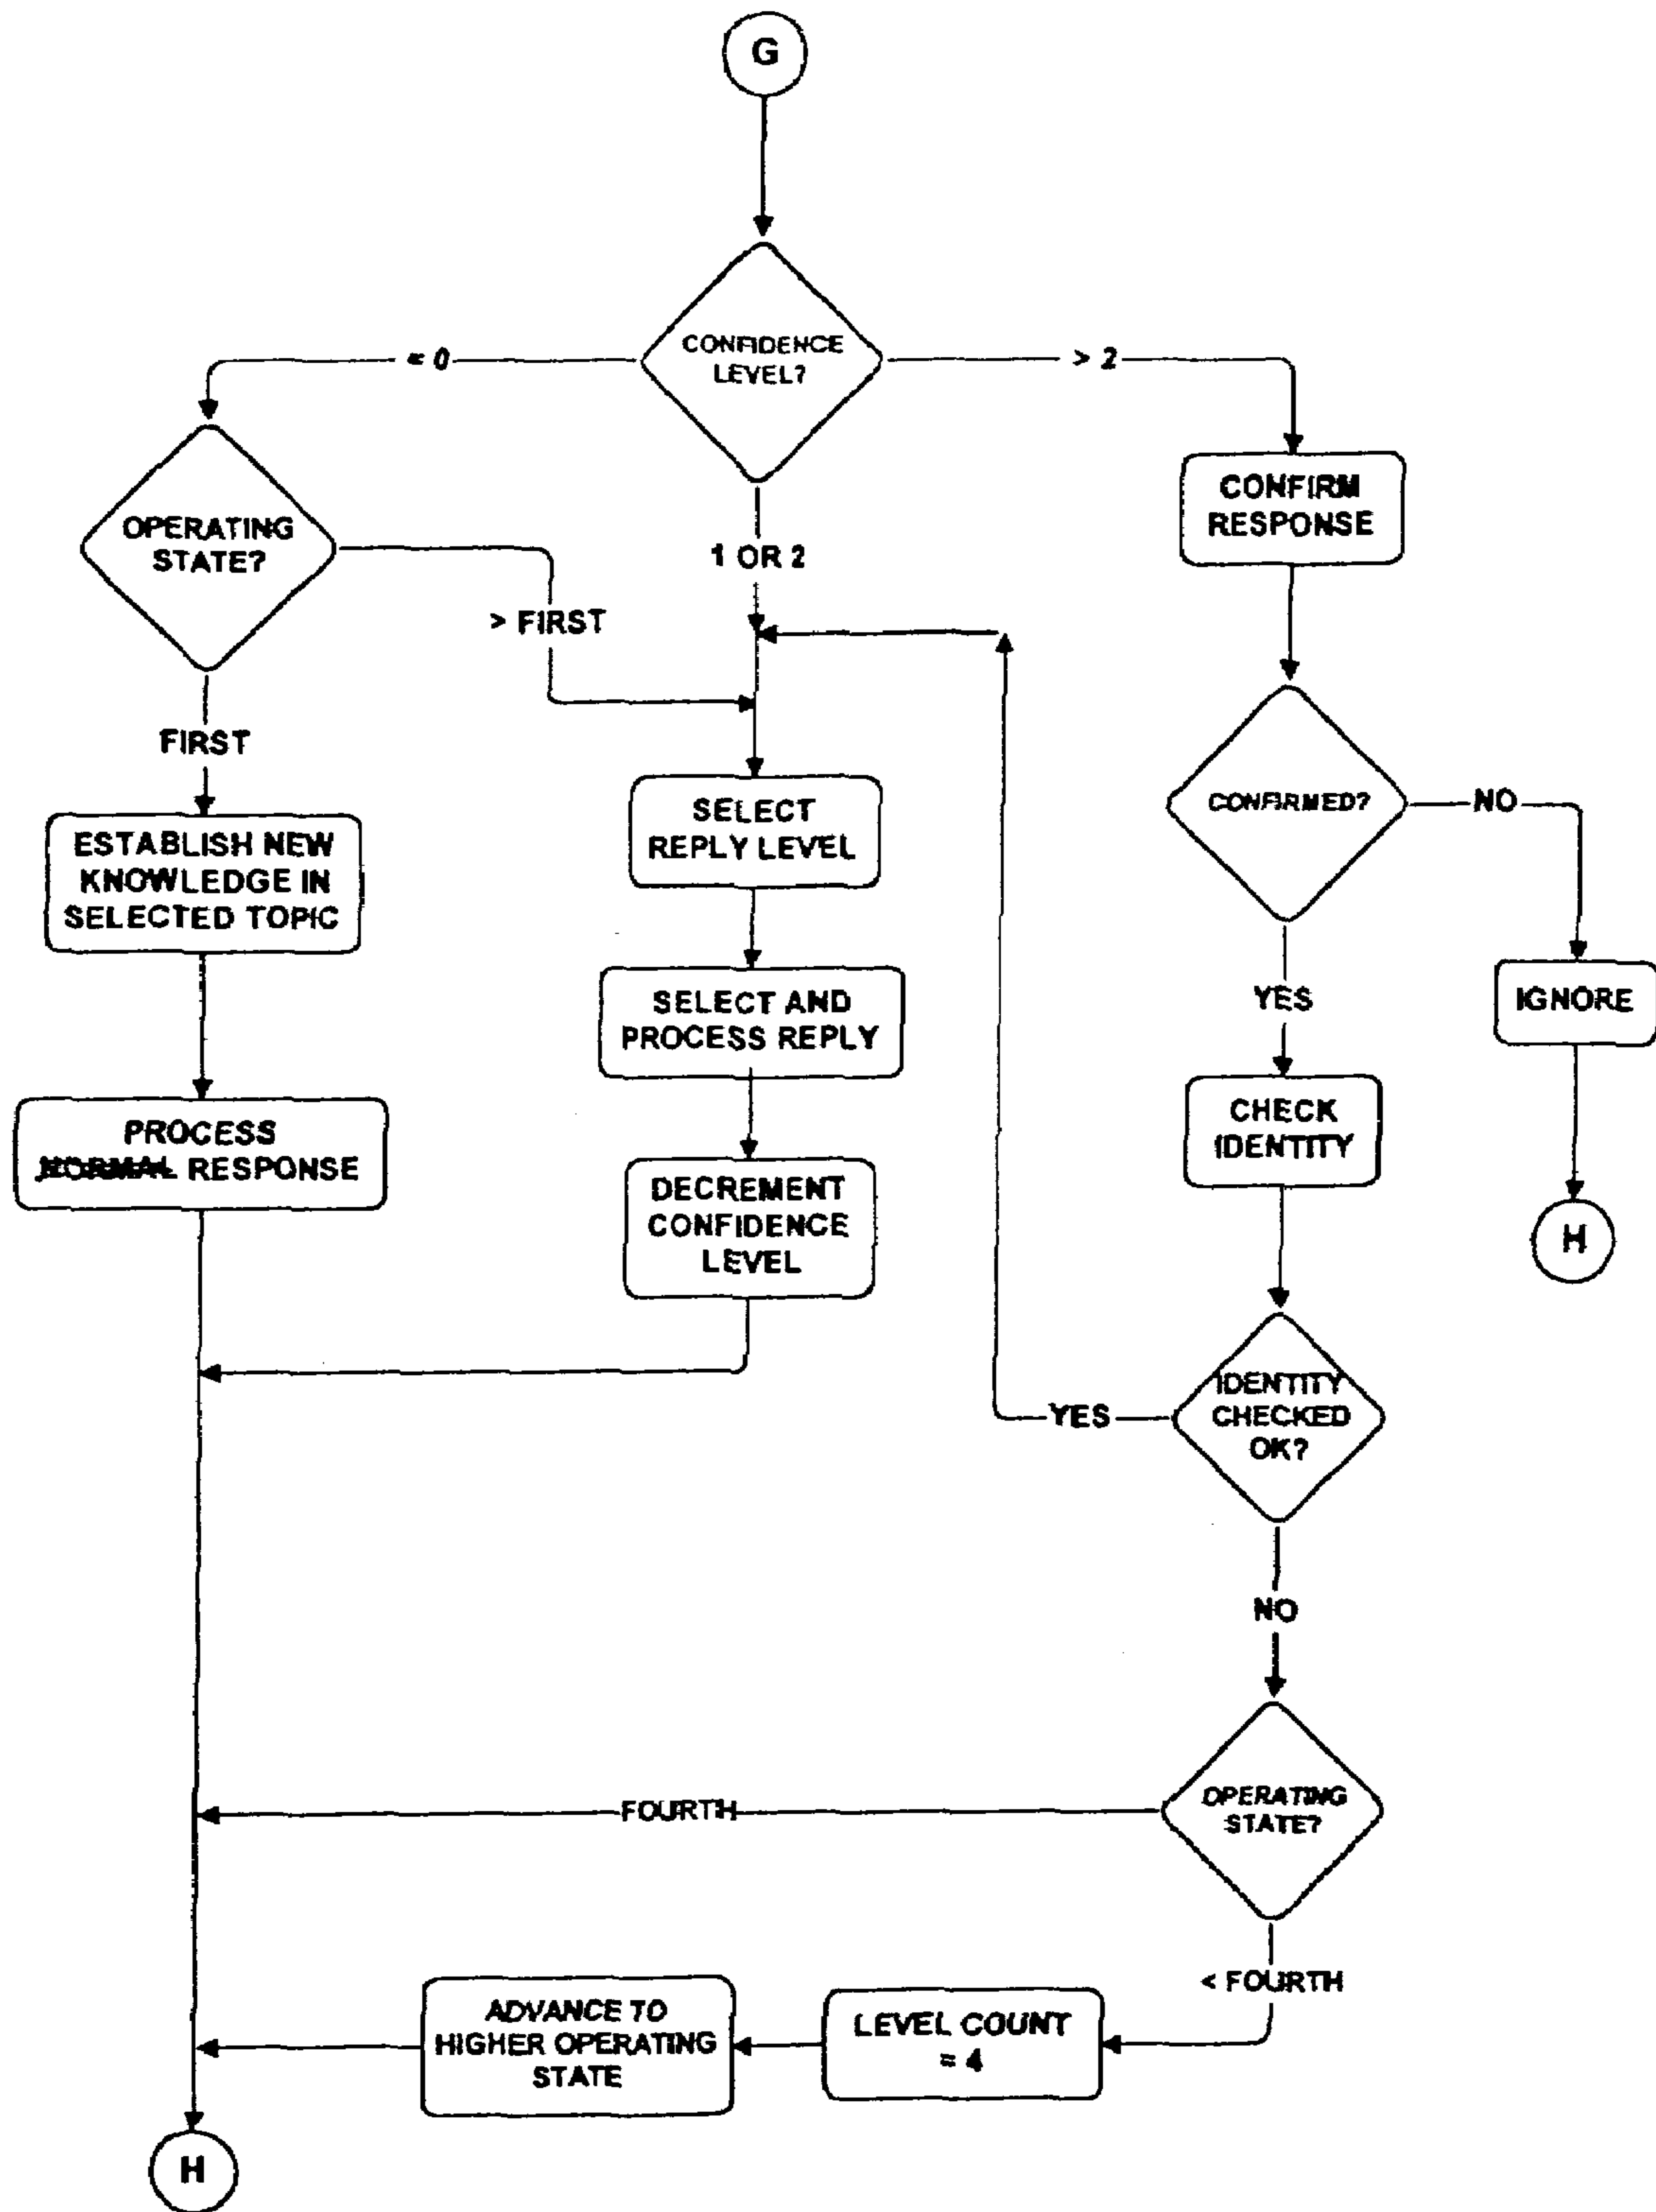 G
CONFIDENCE
LEVEL?
= 0
> 2
OPERATING
STATE?
1 OR 2
> FIRST
FIRST
CONFIRM
RESPONSE
CONFIRMED?
NO
ESTABLISH NEW
KNOWLEDGE IN
SELECTED TOPIC
SELECT
REPLY LEVEL
YES
IGNORE
SELECT AND
PROCESS REPLY
PROCESS
NORMAL RESPONSE
CHECK
IDENTITY
H
DECREMENT
CONFIDENCE
LEVEL
IDENTITY
CHECKED
OK?
YES
NO
OPERATING
STATE?
FOURTH
< FOURTH
LEVEL COUNT
= 4
ADVANCE TO
HIGHER OPERATING
STATE
H